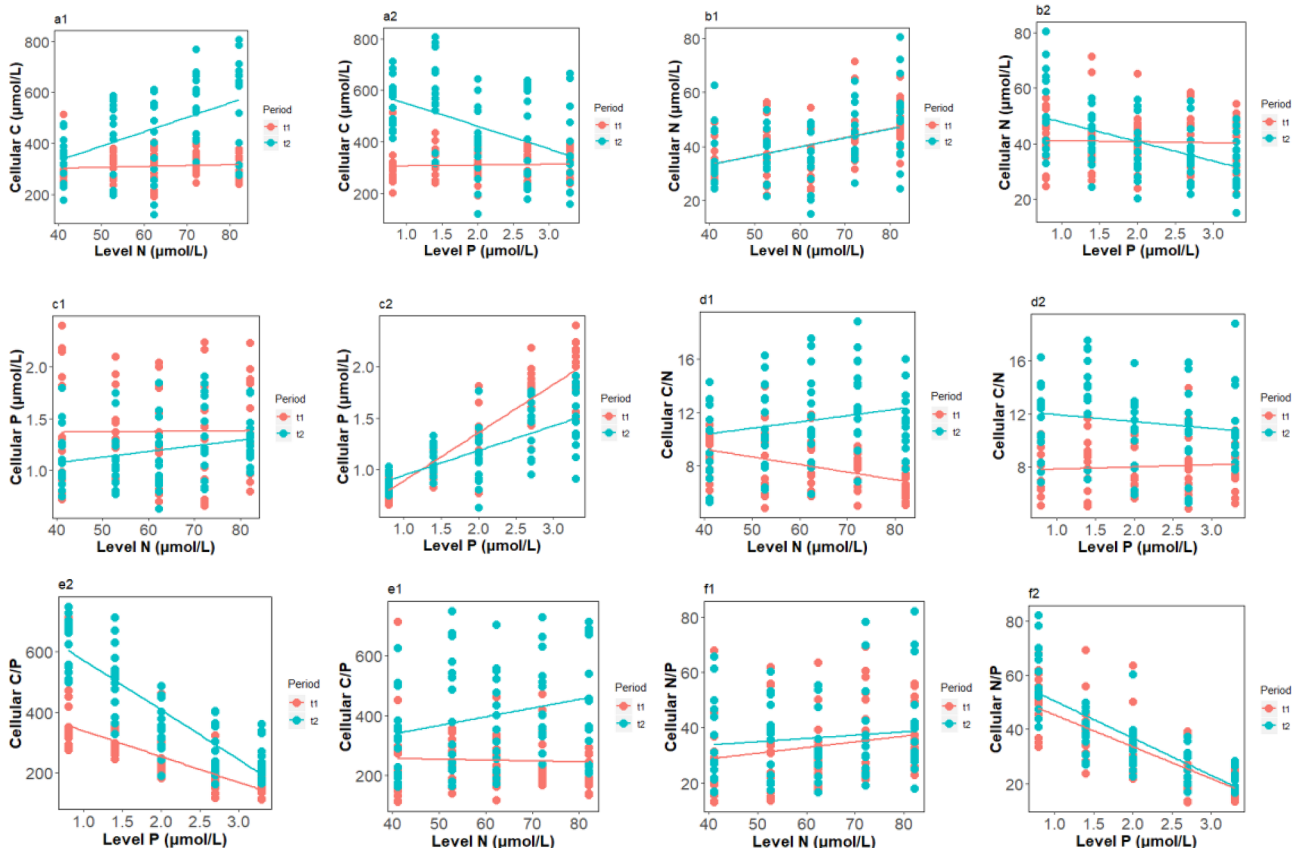 a1
Cellular C (µmol/L)
800
600
400
200
40 50 60 70 80
Level N (µmol/L)
Period
t1
t2
a2
Cellular C (µmol/L)
800
600
400
200
1.0 1.5 2.0 2.5 3.0
Level P (µmol/L)
Period
t1
t2
b1
Cellular N (µmol/L)
80
60
40
20
40 50 60 70 80
Level N (µmol/L)
Period
t1
t2
b2
Cellular N (µmol/L)
80
60
40
20
1.0 1.5 2.0 2.5 3.0
Level P (µmol/L)
Period
t1
t2
c1
Cellular P (µmol/L)
2.0
1.5
1.0
40 50 60 70 80
Level N (µmol/L)
Period
t1
t2
c2
Cellular P (µmol/L)
2.0
1.5
1.0
1.0 1.5 2.0 2.5 3.0
Level P (µmol/L)
Period
t1
t2
d1
Cellular C/N
16
12
8
40 50 60 70 80
Level N (µmol/L)
Period
t1
t2
d2
Cellular C/N
16
12
8
1.0 1.5 2.0 2.5 3.0
Level P (µmol/L)
Period
t1
t2
e2
Cellular C/P
600
400
200
1.0 1.5 2.0 2.5 3.0
Level P (µmol/L)
Period
t1
t2
e1
Cellular C/P
600
400
200
40 50 60 70 80
Level N (µmol/L)
Period
t1
t2
f1
Cellular N/P
80
60
40
20
40 50 60 70 80
Level N (µmol/L)
Period
t1
t2
f2
Cellular N/P
80
60
40
20
1.0 1.5 2.0 2.5 3.0
Level P (µmol/L)
Period
t1
t2